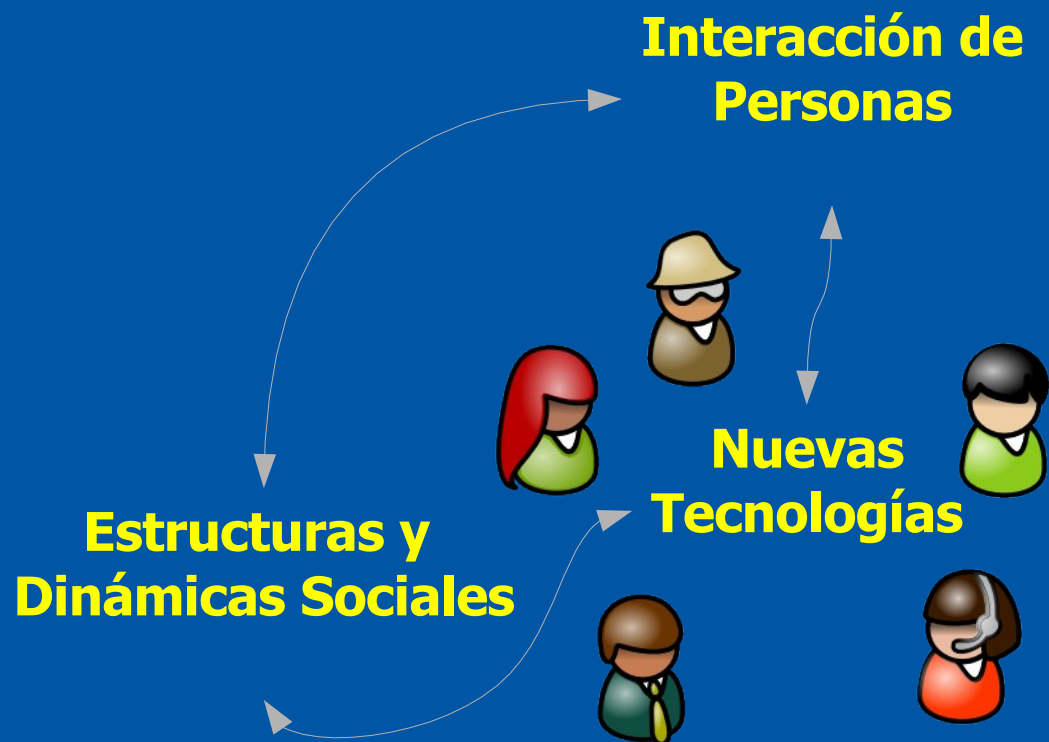 Interacción de
Personas
Nuevas
Tecnologías
Estructuras y
Dinámicas Sociales